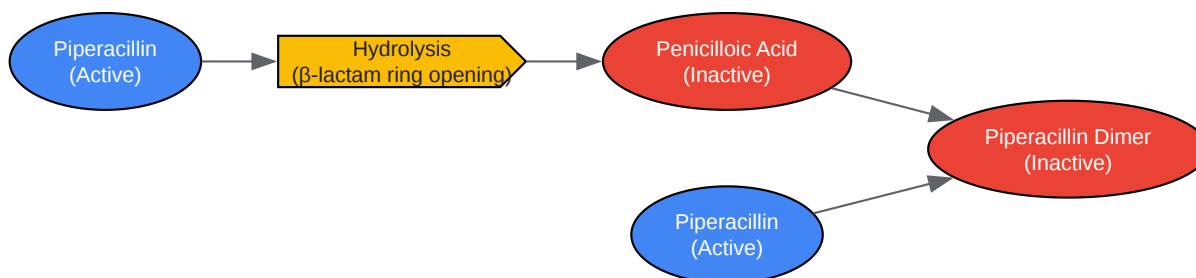 Piperacillin
(Active)
Hydrolysis
(β-lactam ring opening)
Penicilloic Acid
(Inactive)
Piperacillin Dimer
(Inactive)
Piperacillin
(Active)